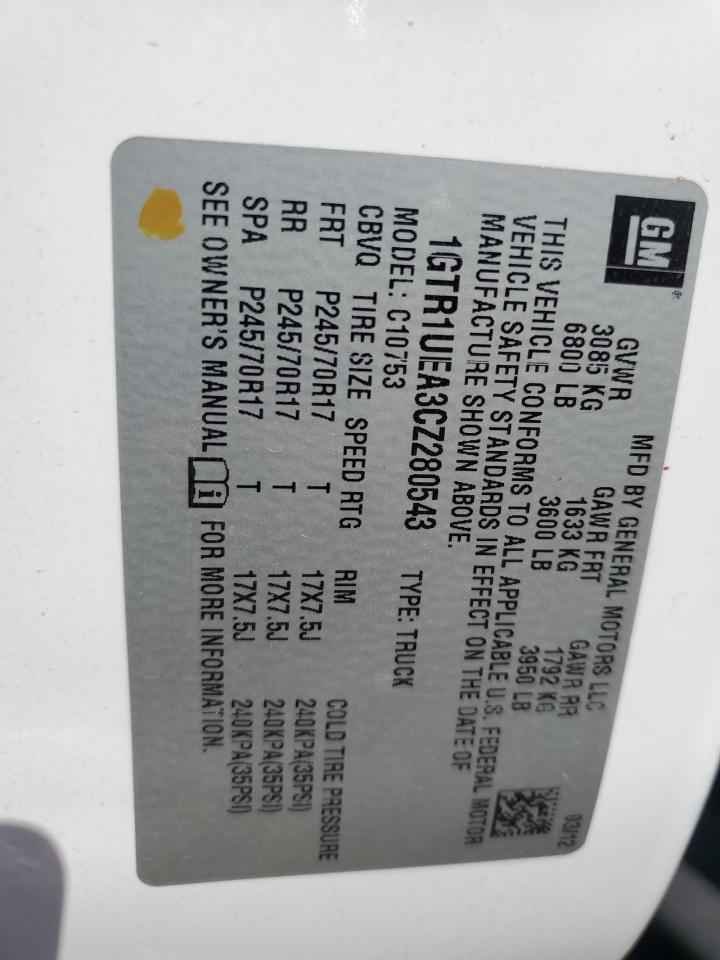 GM®
MFD BY GENERAL MOTORS LLC 03/12
GVWR GAWR FRT GAWR RR
3085 KG 1633 KG 1792 KG
6800 LB 3600 LB 3950 LB
THIS VEHICLE CONFORMS TO ALL APPLICABLE U.S. FEDERAL MOTOR
VEHICLE SAFETY STANDARDS IN EFFECT ON THE DATE OF
MANUFACTURE SHOWN ABOVE.
1GTR1UEA3CZ280543 TYPE: TRUCK
MODEL: C10753
CBVQ TIRE SIZE SPEED RTG RIM COLD TIRE PRESSURE
FRT P245/70R17 T 17X7.5J 240KPA(35PSI)
RR P245/70R17 T 17X7.5J 240KPA(35PSI)
SPA P245/70R17 T 17X7.5J 240KPA(35PSI)
SEE OWNER'S MANUAL i FOR MORE INFORMATION.